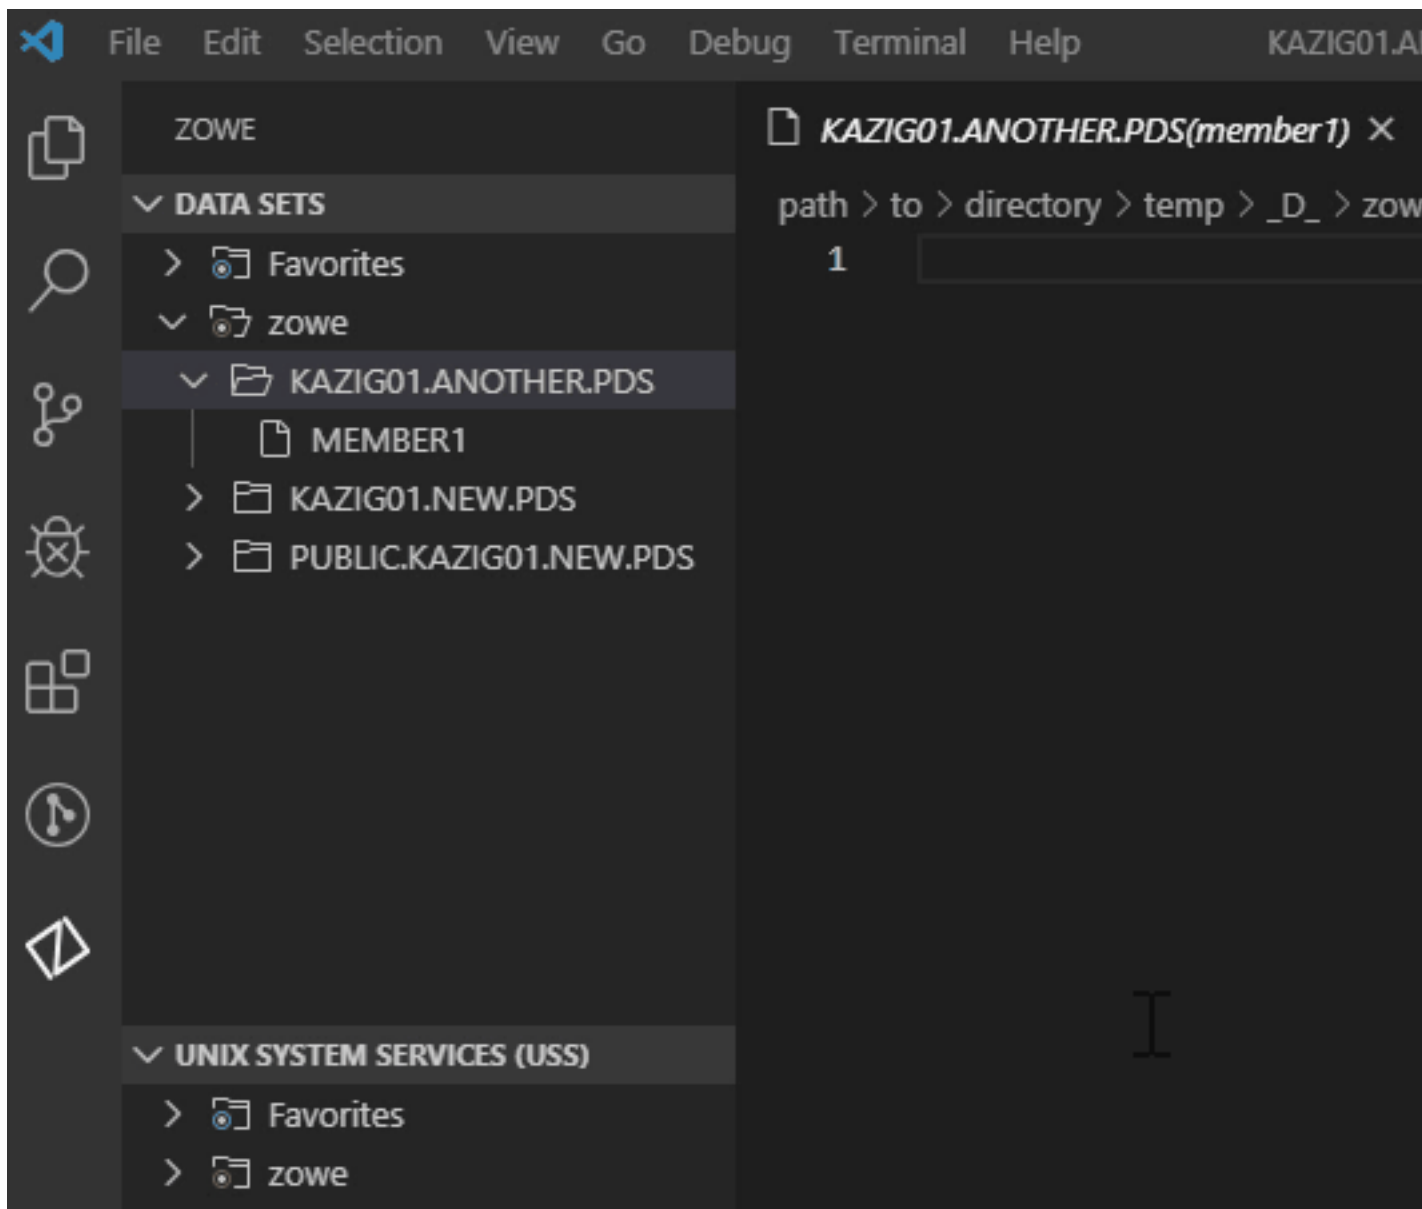 File Edit Selection View Go Debug Terminal Help KAZIG01.A
ZOWE
DATA SETS
Favorites
zowe
KAZIG01.ANOTHER.PDS
MEMBER1
KAZIG01.NEW.PDS
PUBLIC.KAZIG01.NEW.PDS
UNIX SYSTEM SERVICES (USS)
Favorites
zowe
KAZIG01.ANOTHER.PDS(member1)
path > to > directory > temp > _D_ > zow
1